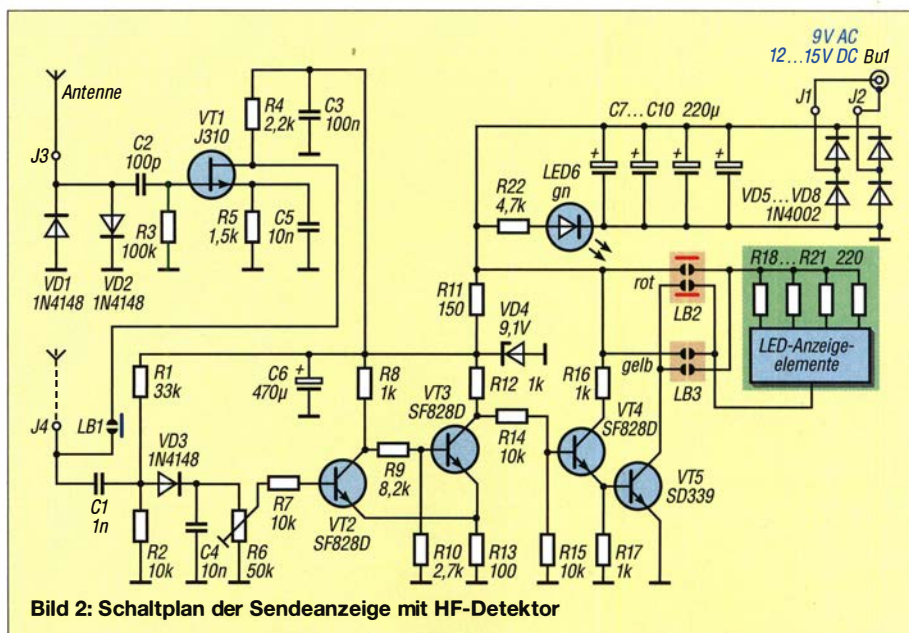 9V AC
12...15V DC Bu1
Antenne
J3
C2
100p
VT1
J310
R4
2,2k
C3
100n
C7...C10 220µ
J1
J2
R3
100k
R5
1,5k
C5
10n
LED6
gn
R22
4,7k
+
+
+
+
VD5...VD8
1N4002
VD1
1N4148
VD2
1N4148
R11
150
rot
LB2
R18...R21 220
VD4
9,1V
LED-Anzeige-
elemente
gelb
LB3
R1
33k
C6
470µ
+
R8
1k
VT3
SF828D
R12 1k
R16
1k
VT4
SF828D
J4
LB1
VD3
1N4148
R14
10k
VT5
SD339
C1
1n
R7
10k
R9
8,2k
VT2
SF828D
R2
10k
C4
10n
R6
50k
R10
2,7k
R13
100
R15
10k
R17
1k
Bild 2: Schaltplan der Sendeanzeige mit HF-Detektor